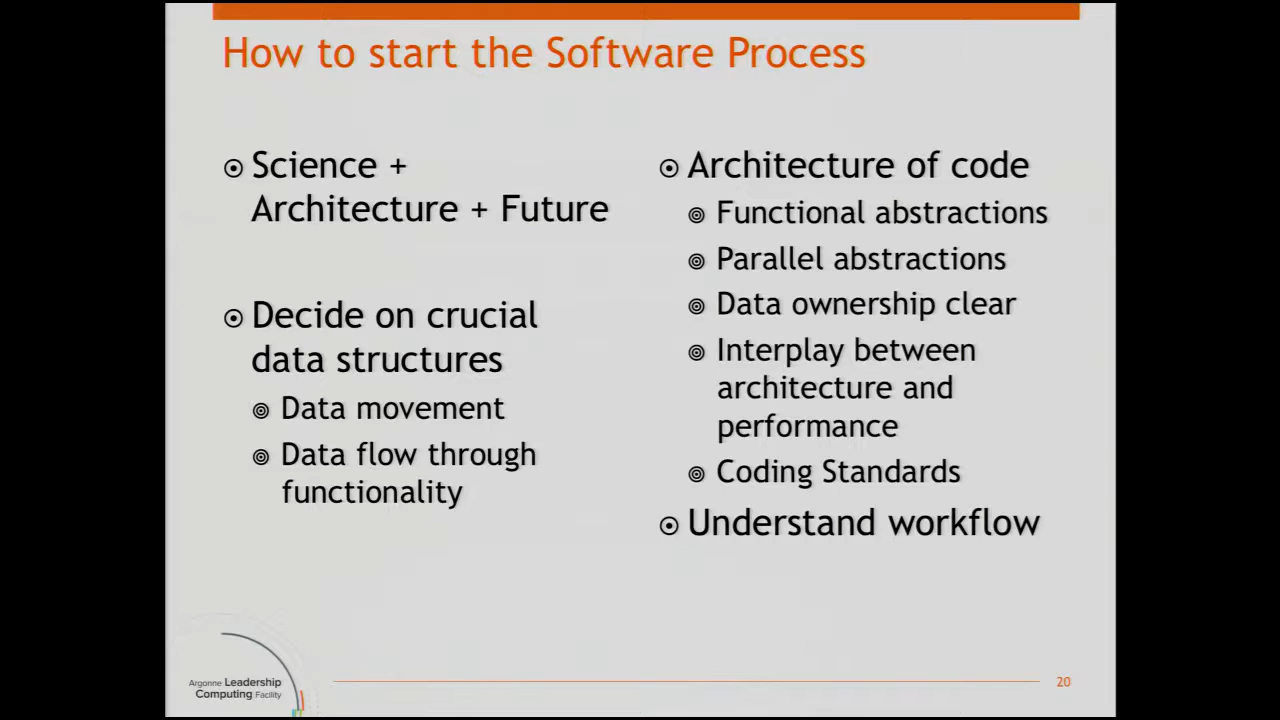 How to start the Software Process
Science +
Architecture + Future
Decide on crucial
data structures
Data movement
Data flow through
functionality
Architecture of code
Functional abstractions
Parallel abstractions
Data ownership clear
Interplay between
architecture and
performance
Coding Standards
Understand workflow
Argonne Leadership
Computing Facility
20